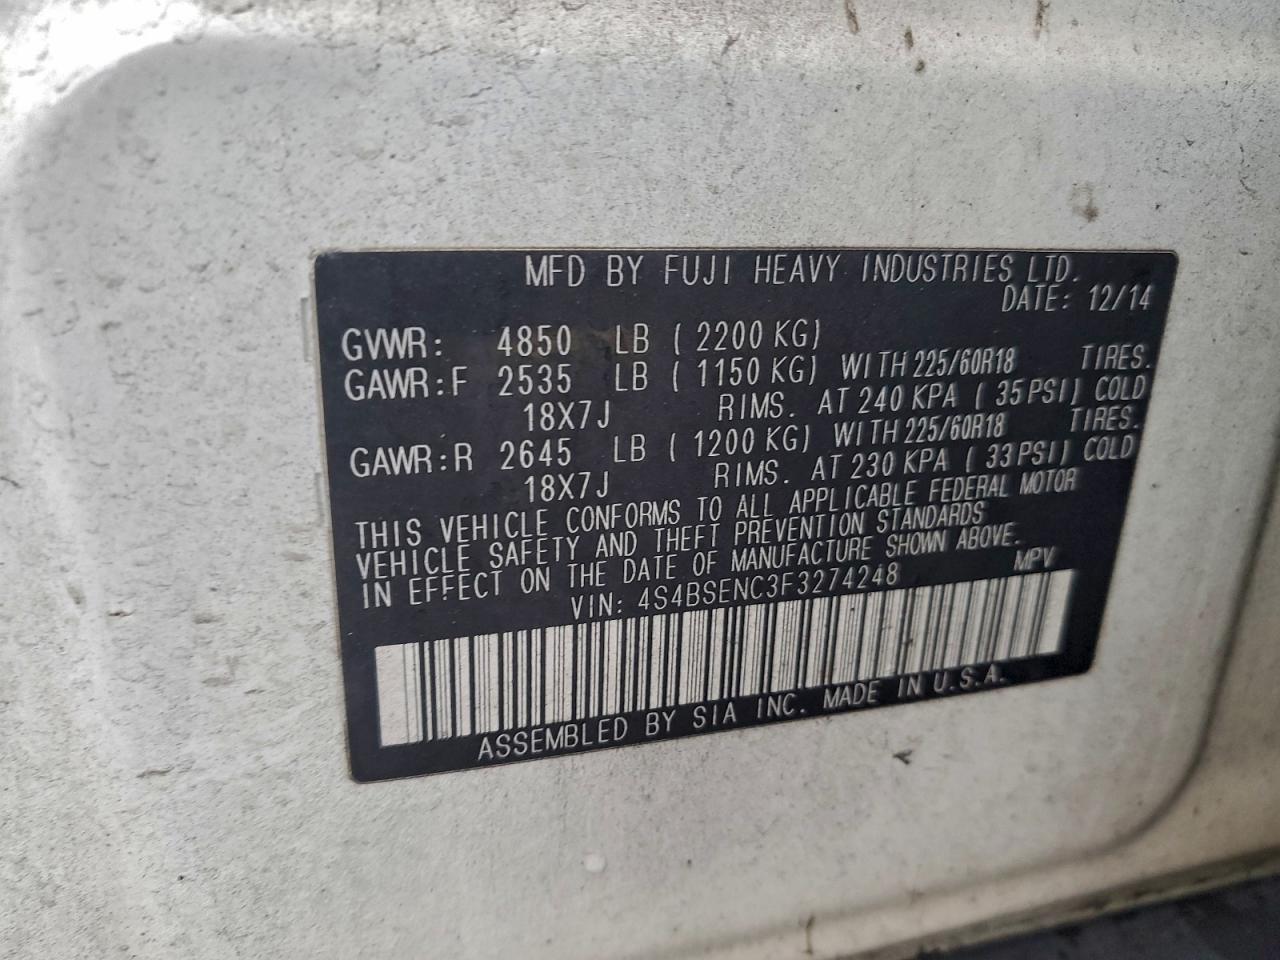 MFD BY FUJI HEAVY INDUSTRIES LTD.
DATE: 12/14
GVWR: 4850 LB ( 2200 KG)
GAWR:F 2535 LB ( 1150 KG) WITH 225/60R18 TIRES.
18X7J RIMS. AT 240 KPA ( 35PSI) COLD
GAWR:R 2645 LB ( 1200 KG) WITH 225/60R18 TIRES.
18X7J RIMS. AT 230 KPA ( 33PSI) COLD
THIS VEHICLE CONFORMS TO ALL APPLICABLE FEDERAL MOTOR
VEHICLE SAFETY AND THEFT PREVENTION STANDARDS
IN EFFECT ON THE DATE OF MANUFACTURE SHOWN ABOVE.
VIN: 4S4BSENC3F3274248 MPV
ASSEMBLED BY SIA INC. MADE IN U.S.A.